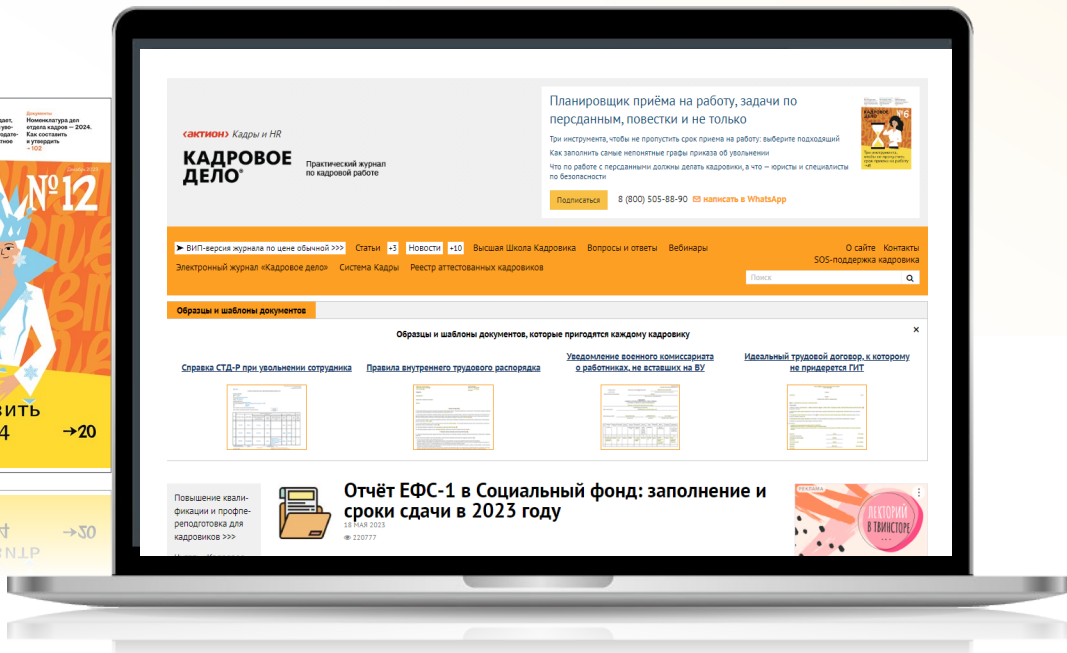 Документы
Номенклатура дел
отдела кадров — 2024.
Как составить
и утвердить
→102
Декабрь 2023
№12
ВИТЬ
4 →20
‹актион› Кадры и HR
КАДРОВОЕ
ДЕЛО®
Практический журнал
по кадровой работе
Планировщик приёма на работу, задачи по
персданным, повестки и не только
Три инструмента, чтобы не пропустить срок приема на работу: выберите подходящий
Как заполнить самые непонятные графы приказа об увольнении
Что по работе с персданными должны делать кадровики, а что — юристы и специалисты
по безопасности
Подписаться 8 (800) 505-88-90 написать в WhatsApp
КАДРОВОЕ
ДЕЛО
№6
➤ ВИП-версия журнала по цене обычной >>> Статьи +3 Новости +10 Высшая Школа Кадровика Вопросы и ответы Вебинары
Электронный журнал «Кадровое дело» Система Кадры Реестр аттестованных кадровиков
О сайте Контакты
SOS-поддержка кадровика
Поиск
Образцы и шаблоны документов
Образцы и шаблоны документов, которые пригодятся каждому кадровику
×
Справка СТД-Р при увольнении сотрудника
Правила внутреннего трудового распорядка
Уведомление военного комиссариата
о работниках, не вставших на ВУ
Идеальный трудовой договор, к которому
не придерется ГИТ
Повышение квали-
фикации и профпе-
реподготовка для
кадровиков >>>
Отчёт ЕФС-1 в Социальный фонд: заполнение и
сроки сдачи в 2023 году
18 МАЯ 2023
220777
РЕКЛАМА
ЛЕКТОРИЙ
В ТВИНСТОРЕ